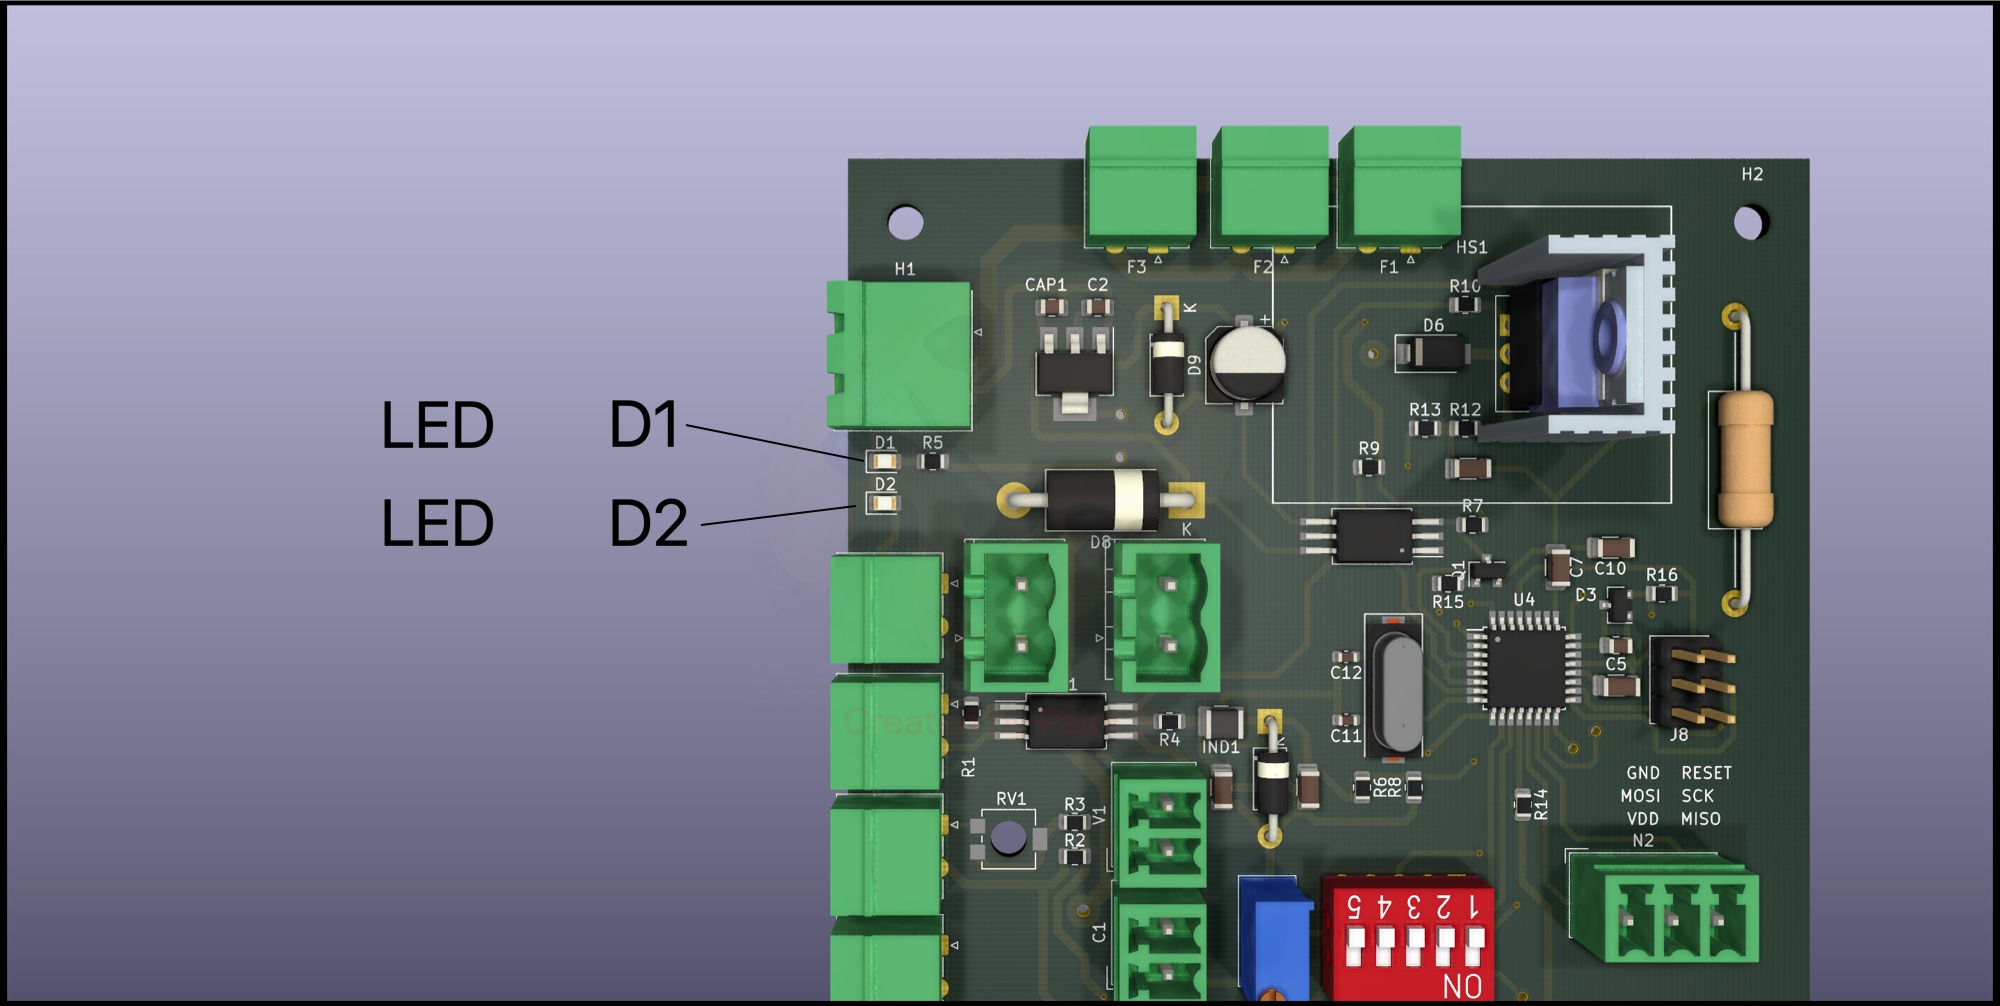 H2
HS1
F3
F2
F1
H1
CAP1
C2
R10
K
+
D6
D9
LED D1
R13
R12
D1
R5
R9
D2
LED D2
R7
K
D8
Q1
C7
C10
R16
D3
R15
U4
C12
C5
1
R4
IND1
C11
J8
R1
K
GND RESET
R6
R8
MOSI SCK
RV1
R3
V1
R14
VDD MISO
R2
N2
C1
5 4 3 2 1
ON